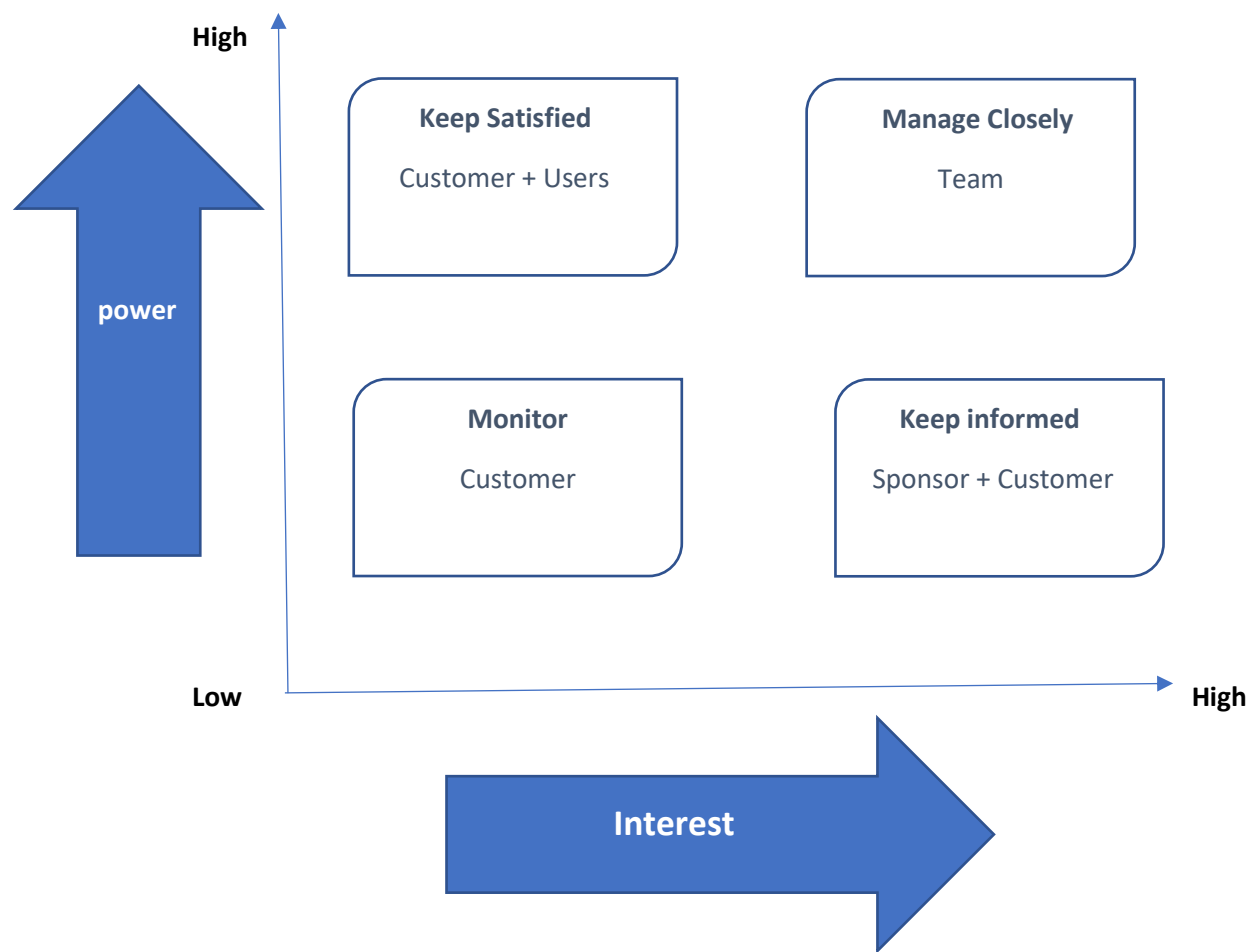 High
Keep Satisfied
Customer + Users
Manage Closely
Team
power
Monitor
Customer
Keep informed
Sponsor + Customer
Low
High
Interest